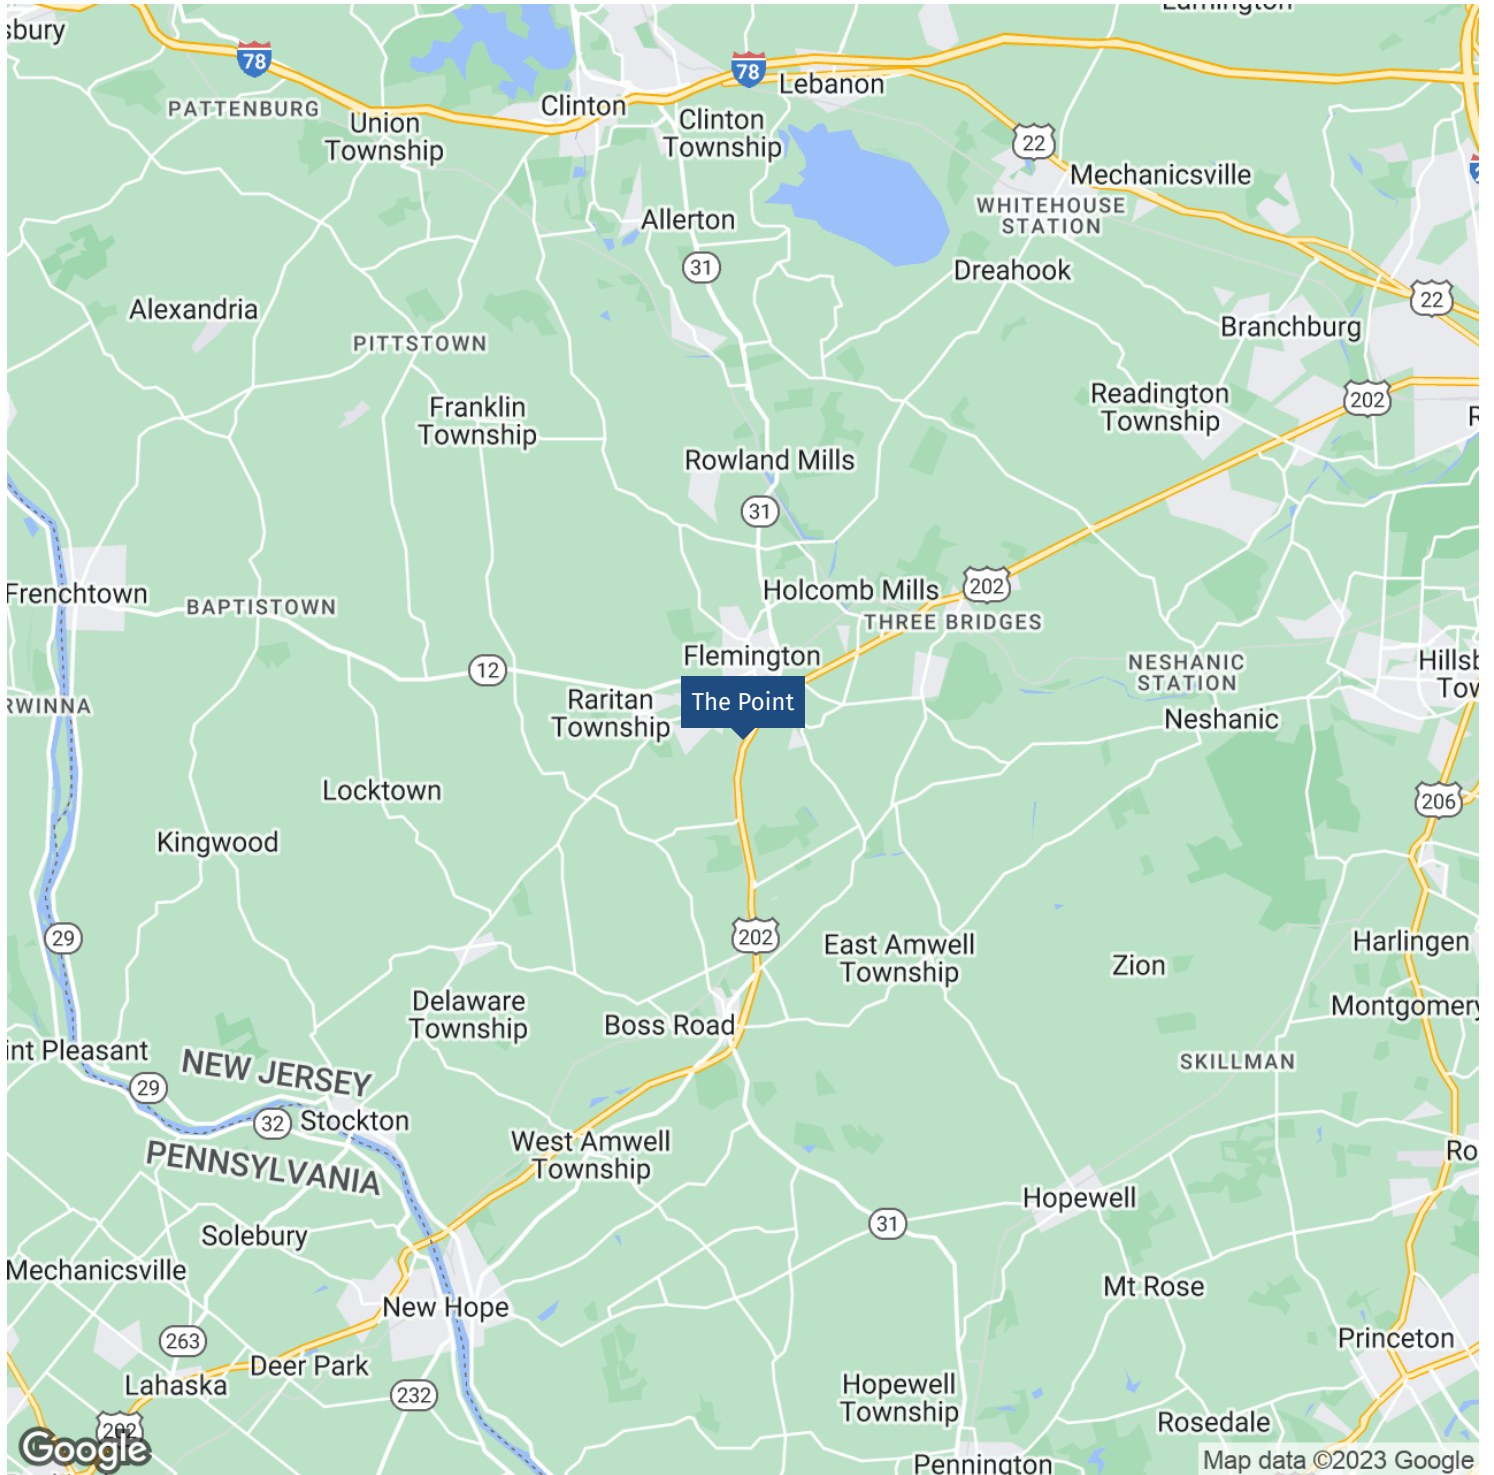 Lamington
sbury
78
78
Lebanon
PATTENBURG
Clinton
Union
Township
Clinton
Township
22
Mechanicsville
WHITEHOUSE
STATION
Allerton
31
Dreahook
22
Alexandria
Branchburg
PITTSTOWN
202
Readington
Township
Franklin
Township
R
Rowland Mills
31
Frenchtown
BAPTISTOWN
Holcomb Mills
202
THREE BRIDGES
Flemington
12
NESHANIC
STATION
Hillsb
Tow
RWINNA
Raritan
Township
The Point
Neshanic
Locktown
206
Kingwood
29
202
East Amwell
Township
Zion
Harlingen
Delaware
Township
Boss Road
Montgomery
int Pleasant
NEW JERSEY
SKILLMAN
29
32
Stockton
PENNSYLVANIA
West Amwell
Township
Ro
Hopewell
31
Solebury
Mechanicsville
Mt Rose
New Hope
263
Princeton
Deer Park
Lahaska
232
Hopewell
Township
202
Rosedale
Google
Pennington
Map data ©2023 Google